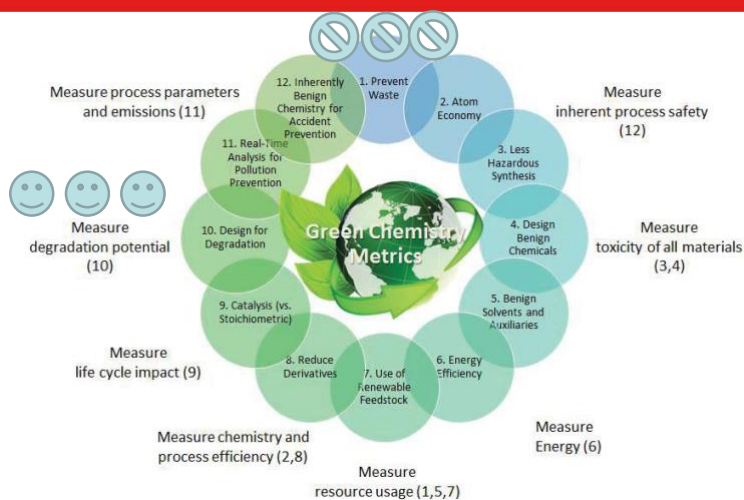 Measure process parameters
and emissions (11)
Measure
degradation potential
(10)
Measure
life cycle impact (9)
Measure chemistry and
process efficiency (2,8)
Measure
resource usage (1,5,7)
Measure
Energy (6)
Measure
toxicity of all materials
(3,4)
Measure
inherent process safety
(12)
1. Prevent
Waste
2. Atom
Economy
3. Less
Hazardous
Synthesis
4. Design
Benign
Chemicals
5. Benign
Solvents and
Auxiliaries
6. Energy
Efficiency
7. Use of
Renewable
Feedstock
8. Reduce
Derivatives
9. Catalysis (vs.
Stoichiometric)
10. Design for
Degradation
11. Real-Time
Analysis for
Pollution
Prevention
12. Inherently
Benign
Chemistry for
Accident
Prevention
Green Chemistry
Metrics